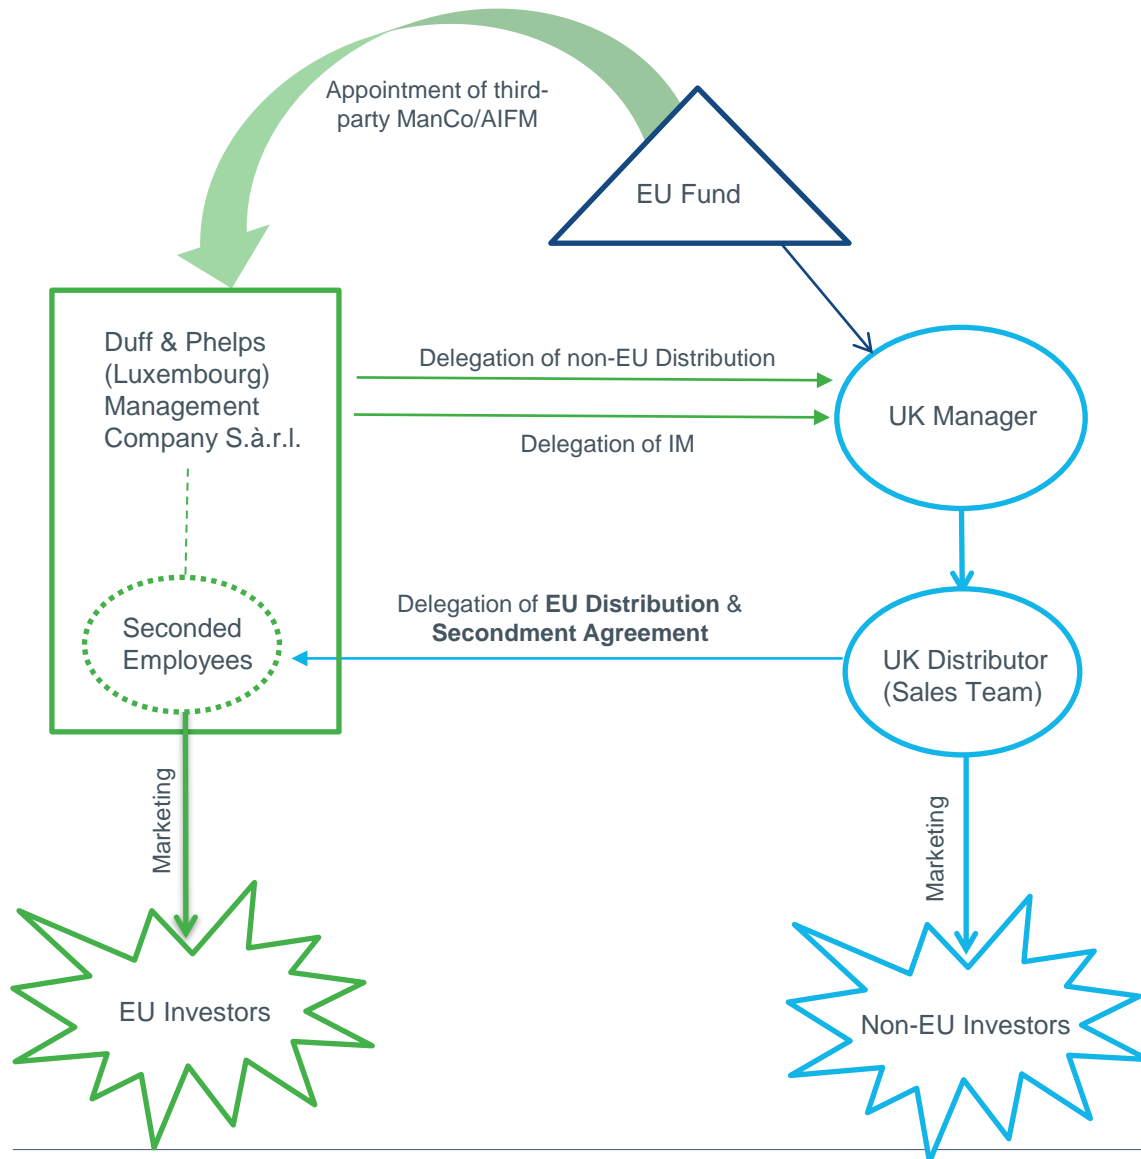 Appointment of third-
party ManCo/AIFM
EU Fund
Duff & Phelps
(Luxembourg)
Management
Company S.à.r.l.
Delegation of non-EU Distribution
Delegation of IM
UK Manager
Delegation of EU Distribution &
Secondment Agreement
Seconded
Employees
UK Distributor
(Sales Team)
Marketing
Marketing
EU Investors
Non-EU Investors